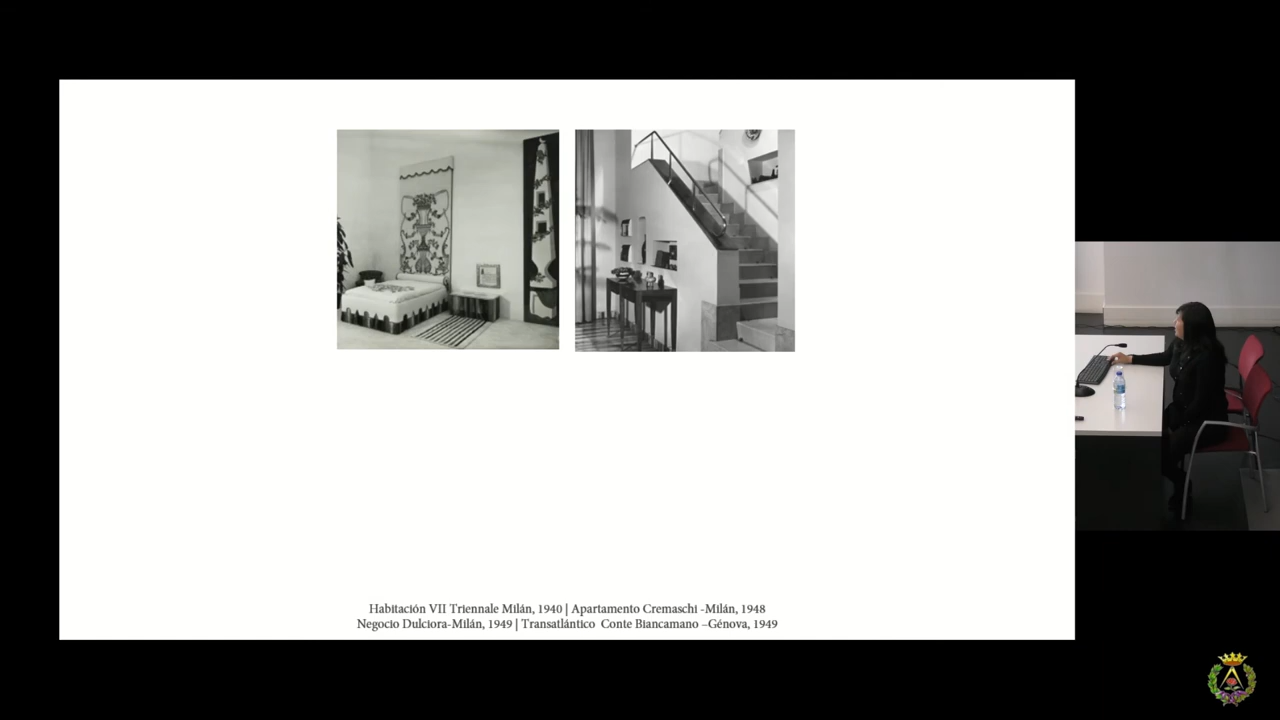 Habitación VII Triennale Milán, 1940 | Apartamento Cremaschi -Milán, 1948
Negocio Dulciora-Milán, 1949 | Transatlántico Conte Biancamano –Génova, 1949